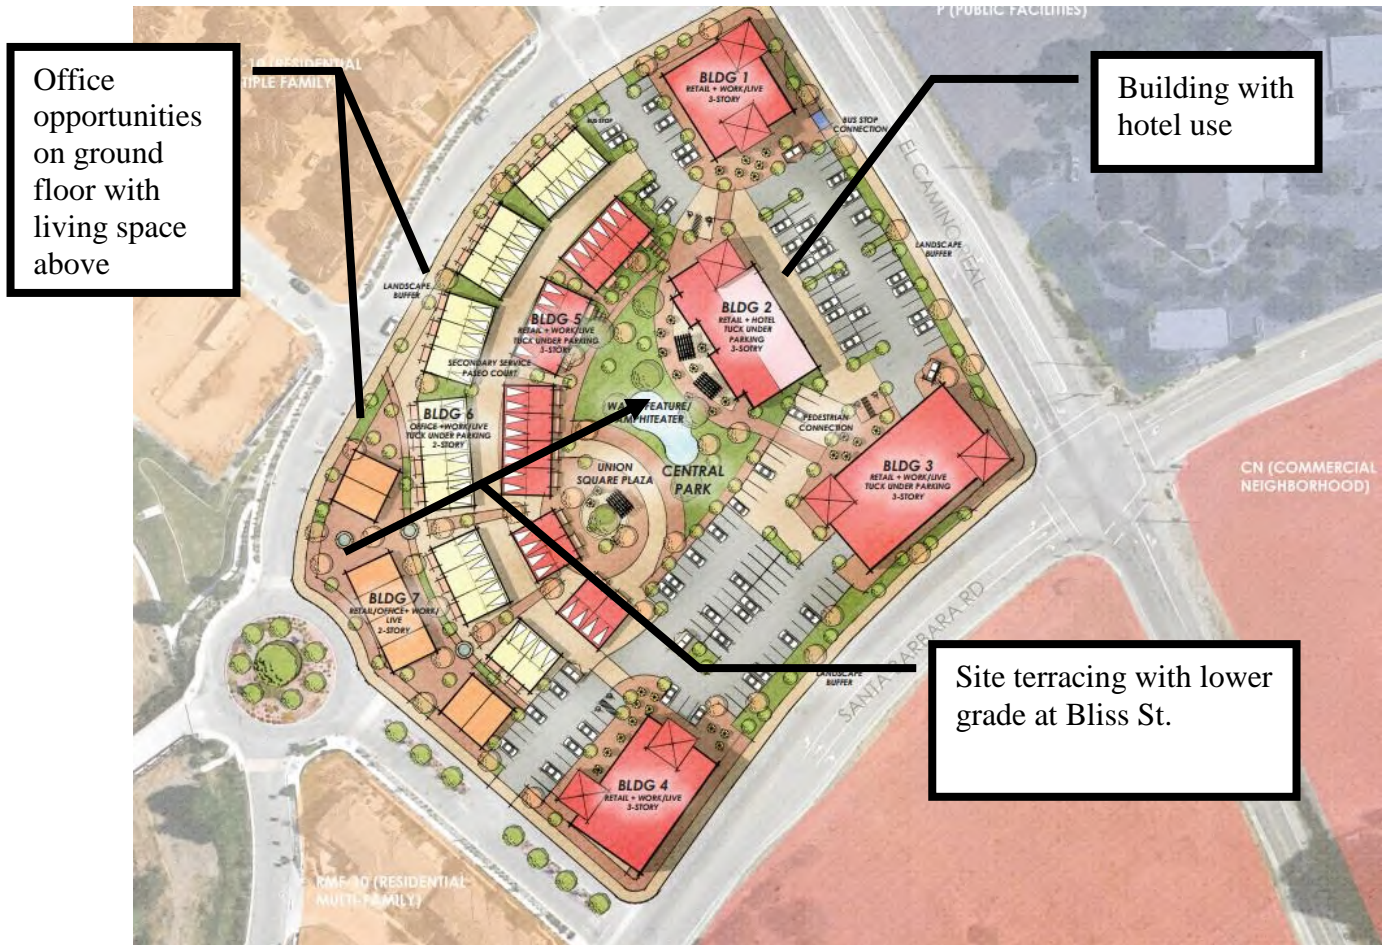 P (PUBLIC FACILITIES)
Office
opportunities
on ground
floor with
living space
above
10 (RESIDENTIAL
TIPLE FAMILY)
Building with
hotel use
BLDG 1
RETAIL + WORK/LIVE
3-STORY
BUS STOP
BUS STOP
CONNECTION
EL CAMINO REAL
LANDSCAPE
BUFFER
LANDSCAPE
BUFFER
BLDG 2
RETAIL + HOTEL
TUCK UNDER
PARKING
3-SOTRY
BLDG 5
RETAIL + WORK/LIVE
TUCK UNDER PARKING
3-STORY
SECONDARY SERVICE
PASEO COURT
BLDG 6
OFFICE +WORK/LIVE
TUCK UNDER PARKING
2-STORY
WATER FEATURE/
AMPHITEATER
PEDESTRIAN
CONNECTION
UNION
SQUARE PLAZA
CENTRAL
PARK
BLDG 3
RETAIL + WORK/LIVE
TUCK UNDER PARKING
3-STORY
CN (COMMERCIAL
NEIGHBORHOOD)
BLDG 7
RETAIL/OFFICE+ WORK/
LIVE
2-STORY
LANDSCAPE
BUFFER
SANTA BARBARA RD
Site terracing with lower
grade at Bliss St.
BLDG 4
RETAIL + WORK/LIVE
3-STORY
RMF-10 (RESIDENTIAL
MULTI-FAMILY)